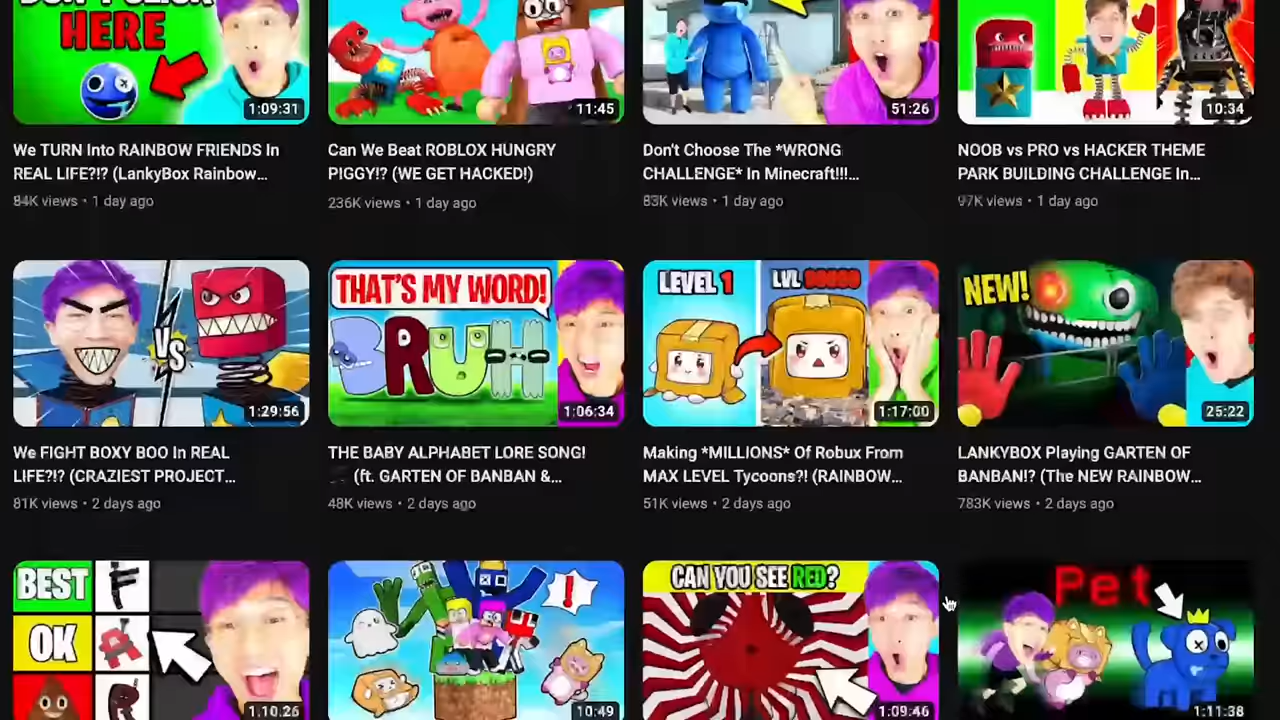 DON'T CLICK
HERE
1:09:31
11:45
51:26
10:34
We TURN Into RAINBOW FRIENDS In
REAL LIFE?!? (LankyBox Rainbow...
84K views • 1 day ago
Can We Beat ROBLOX HUNGRY
PIGGY!? (WE GET HACKED!)
236K views • 1 day ago
Don't Choose The *WRONG
CHALLENGE* In Minecraft!!!...
83K views • 1 day ago
NOOB vs PRO vs HACKER THEME
PARK BUILDING CHALLENGE In...
97K views • 1 day ago
VS
1:29:56
THAT'S MY WORD!
BRUH
1:06:34
LEVEL 1
LVL
1:17:00
NEW!
25:22
We FIGHT BOXY BOO In REAL
LIFE?!? (CRAZIEST PROJECT...
81K views • 2 days ago
THE BABY ALPHABET LORE SONG!
(ft. GARTEN OF BANBAN &...
48K views • 2 days ago
Making *MILLIONS* Of Robux From
MAX LEVEL Tycoons?! (RAINBOW...
51K views • 2 days ago
LANKYBOX Playing GARTEN OF
BANBAN!? (The NEW RAINBOW...
783K views • 2 days ago
BEST
F
OK
A
1:10:26
!
10:49
CAN YOU SEE RED?
1:09:46
Pet
1:11:38